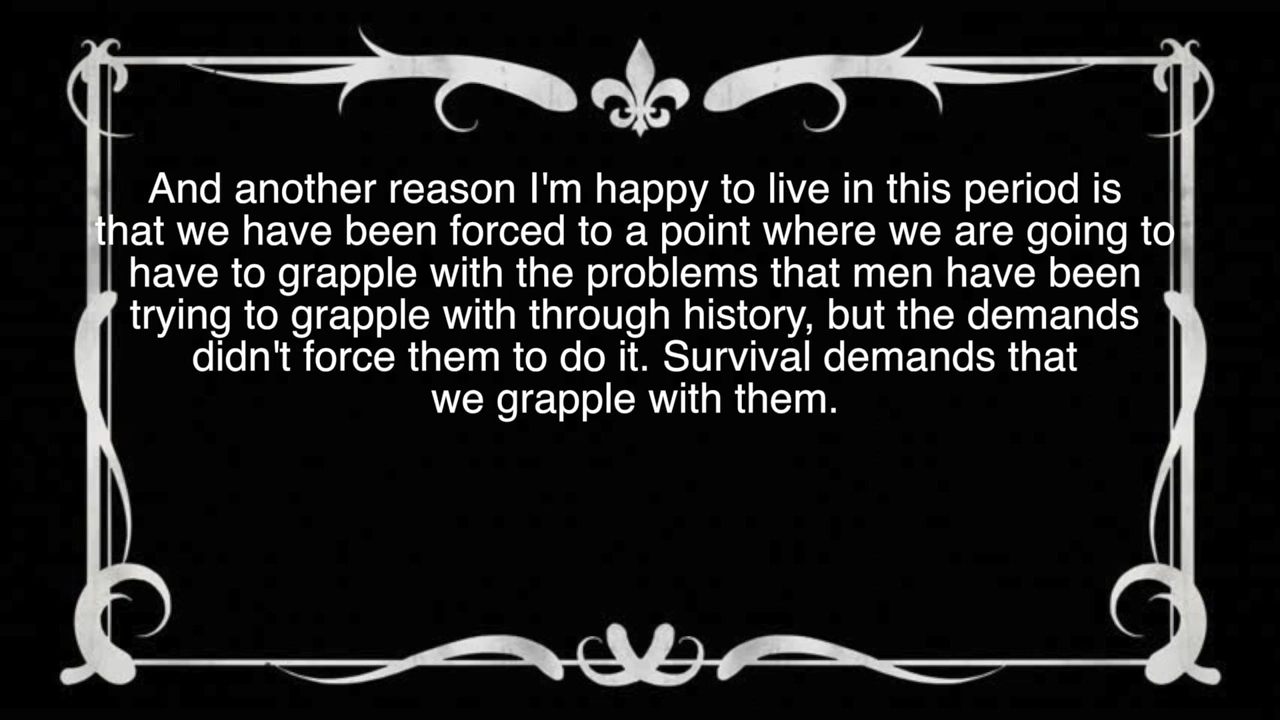 And another reason I'm happy to live in this period is
that we have been forced to a point where we are going to
have to grapple with the problems that men have been
trying to grapple with through history, but the demands
didn't force them to do it. Survival demands that
we grapple with them.